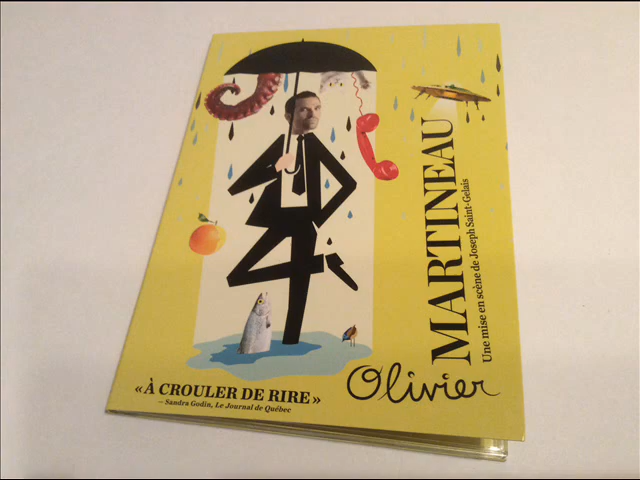 MARTINEAU
Une mise en scène de Joseph Saint-Gelais
Olivier
« À CROULER DE RIRE »
— Sandra Godin, Le Journal de Québec